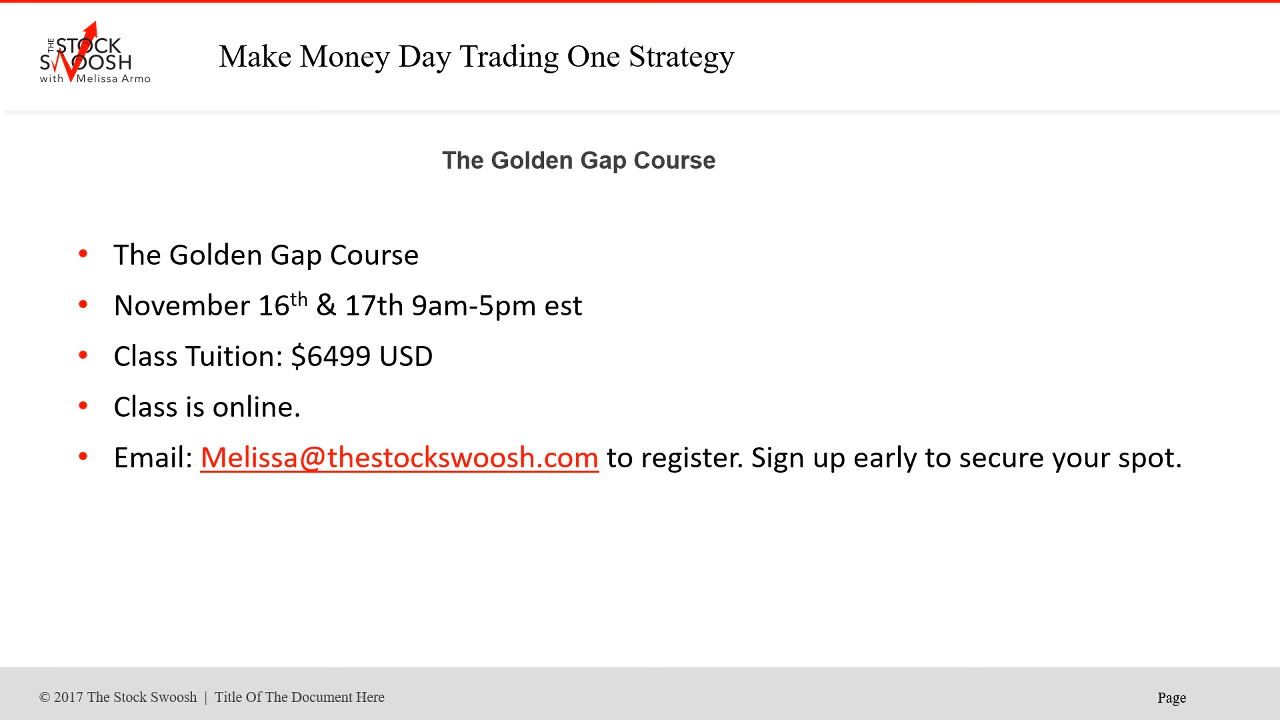 THE STOCK
SWOOSH
with Melissa Armo
Make Money Day Trading One Strategy
The Golden Gap Course
• The Golden Gap Course
• November 16th & 17th 9am-5pm est
• Class Tuition: $6499 USD
• Class is online.
• Email: Melissa@thestockswoosh.com to register. Sign up early to secure your spot.
© 2017 The Stock Swoosh | Title Of The Document Here
Page